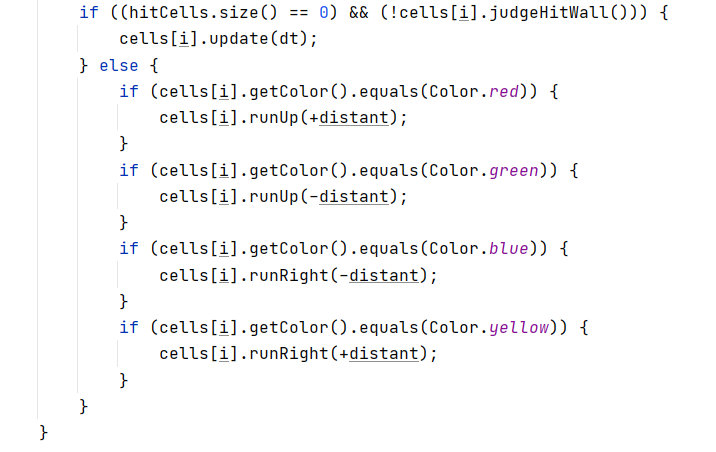 if ((hitCells.size() == 0) && (!cells[i].judgeHitWall())) {
cells[i].update(dt);
} else {
if (cells[i].getColor().equals(Color.red)) {
cells[i].runUp(+distant);
}
if (cells[i].getColor().equals(Color.green)) {
cells[i].runUp(-distant);
}
if (cells[i].getColor().equals(Color.blue)) {
cells[i].runRight(-distant);
}
if (cells[i].getColor().equals(Color.yellow)) {
cells[i].runRight(+distant);
}
}
}